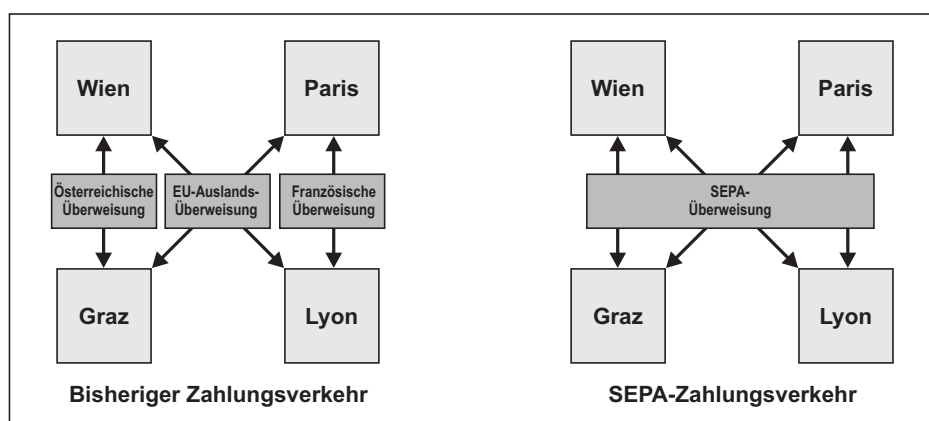 Wien
Paris
Österreichische
Überweisung
EU-Auslands-
Überweisung
Französische
Überweisung
Graz
Lyon
Bisheriger Zahlungsverkehr
Wien
Paris
SEPA-
Überweisung
Graz
Lyon
SEPA-Zahlungsverkehr